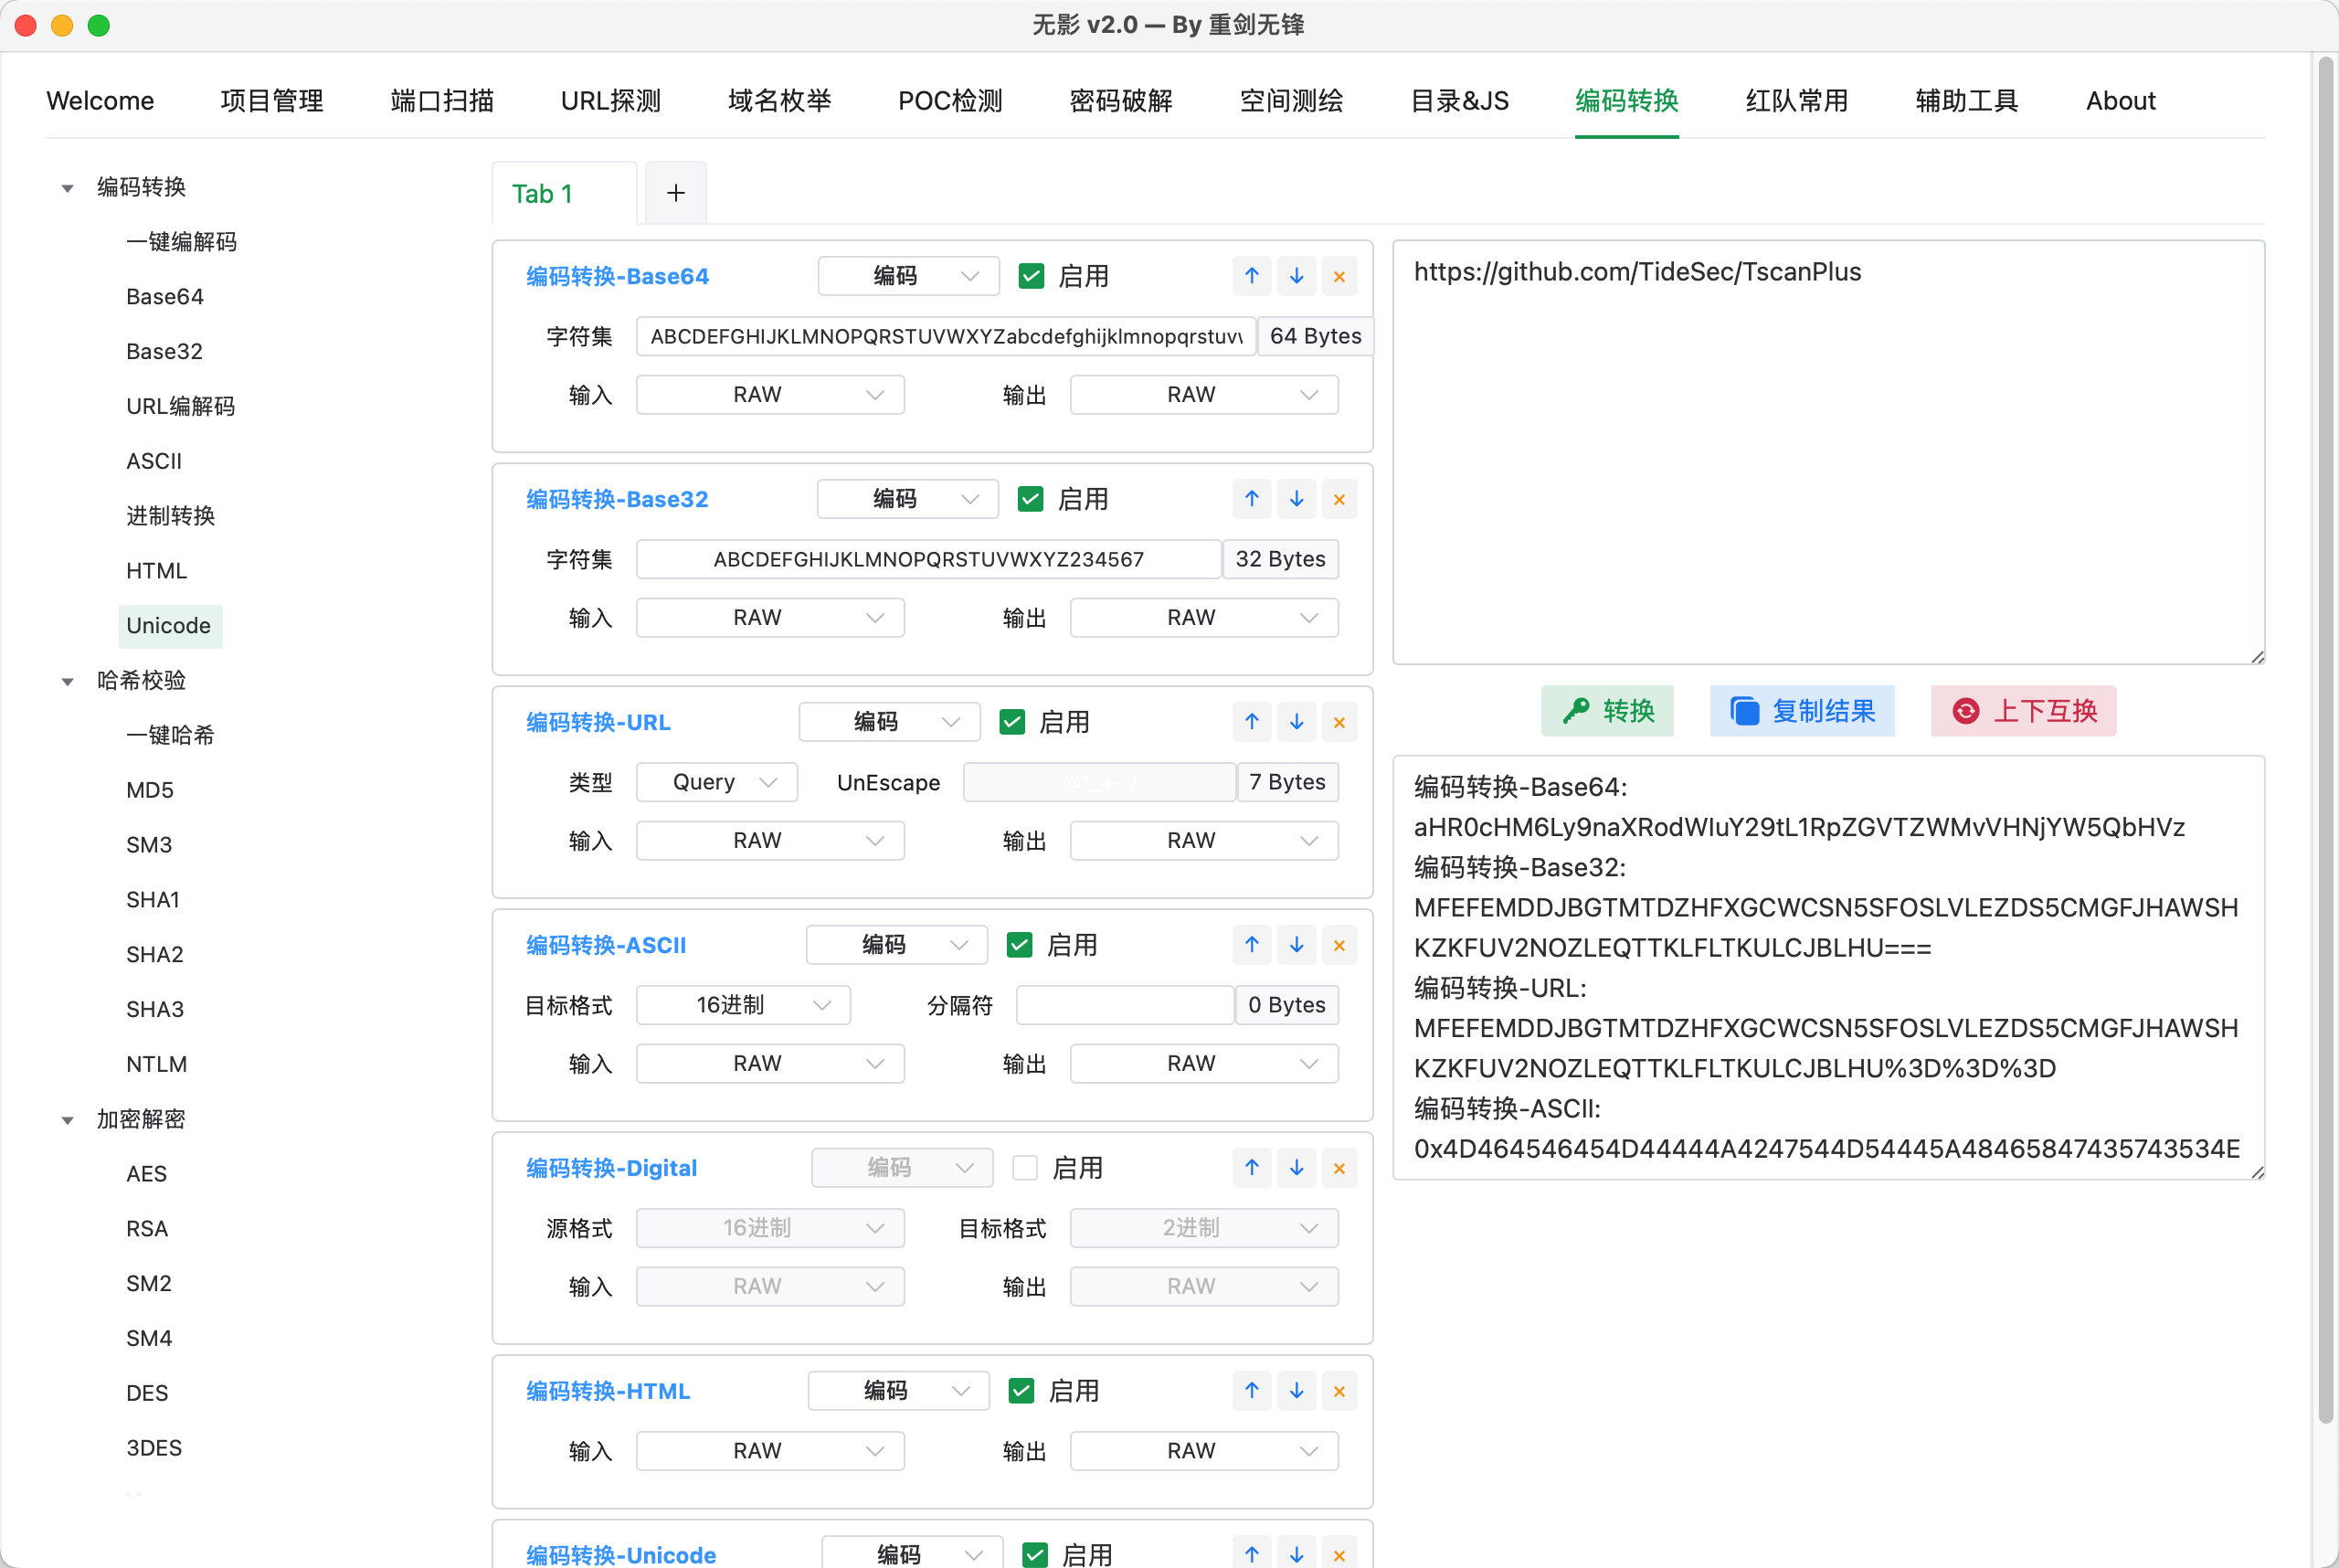 无影 v2.0 — By 重剑无锋
Welcome 项目管理 端口扫描 URL探测 域名枚举 POC检测 密码破解 空间测绘 目录&JS 编码转换 红队常用 辅助工具 About
编码转换
一键编解码
Base64
Base32
URL编解码
ASCII
进制转换
HTML
Unicode
哈希校验
一键哈希
MD5
SM3
SHA1
SHA2
SHA3
NTLM
加密解密
AES
RSA
SM2
SM4
DES
3DES
Tab 1 +
编码转换-Base64 编码 启用
字符集 ABCDEFGHIJKLMNOPQRSTUVWXYZabcdefghijklmnopqrstuv 64 Bytes
输入 RAW 输出 RAW
编码转换-Base32 编码 启用
字符集 ABCDEFGHIJKLMNOPQRSTUVWXYZ234567 32 Bytes
输入 RAW 输出 RAW
编码转换-URL 编码 启用
类型 Query UnEscape @*_+-./ 7 Bytes
输入 RAW 输出 RAW
编码转换-ASCII 编码 启用
目标格式 16进制 分隔符 0 Bytes
输入 RAW 输出 RAW
编码转换-Digital 编码 启用
源格式 16进制 目标格式 2进制
输入 RAW 输出 RAW
编码转换-HTML 编码 启用
输入 RAW 输出 RAW
编码转换-Unicode 编码 启用
https://github.com/TideSec/TscanPlus
转换 复制结果 上下互换
编码转换-Base64:
aHR0cHM6Ly9naXRodWIuY29tL1RpZGVTZWMvVHNjYW5QbHVz
编码转换-Base32:
MFEFEMDDJBGTMTDZHFXGCWCSN5SFOSLVLEZDS5CMGFJHAWSH
KZKFUV2NOZLEQTTKLFLTKULCJBLHU===
编码转换-URL:
MFEFEMDDJBGTMTDZHFXGCWCSN5SFOSLVLEZDS5CMGFJHAWSH
KZKFUV2NOZLEQTTKLFLTKULCJBLHU%3D%3D%3D
编码转换-ASCII:
0x4D464546454D44444A4247544D54445A48465847435743534E